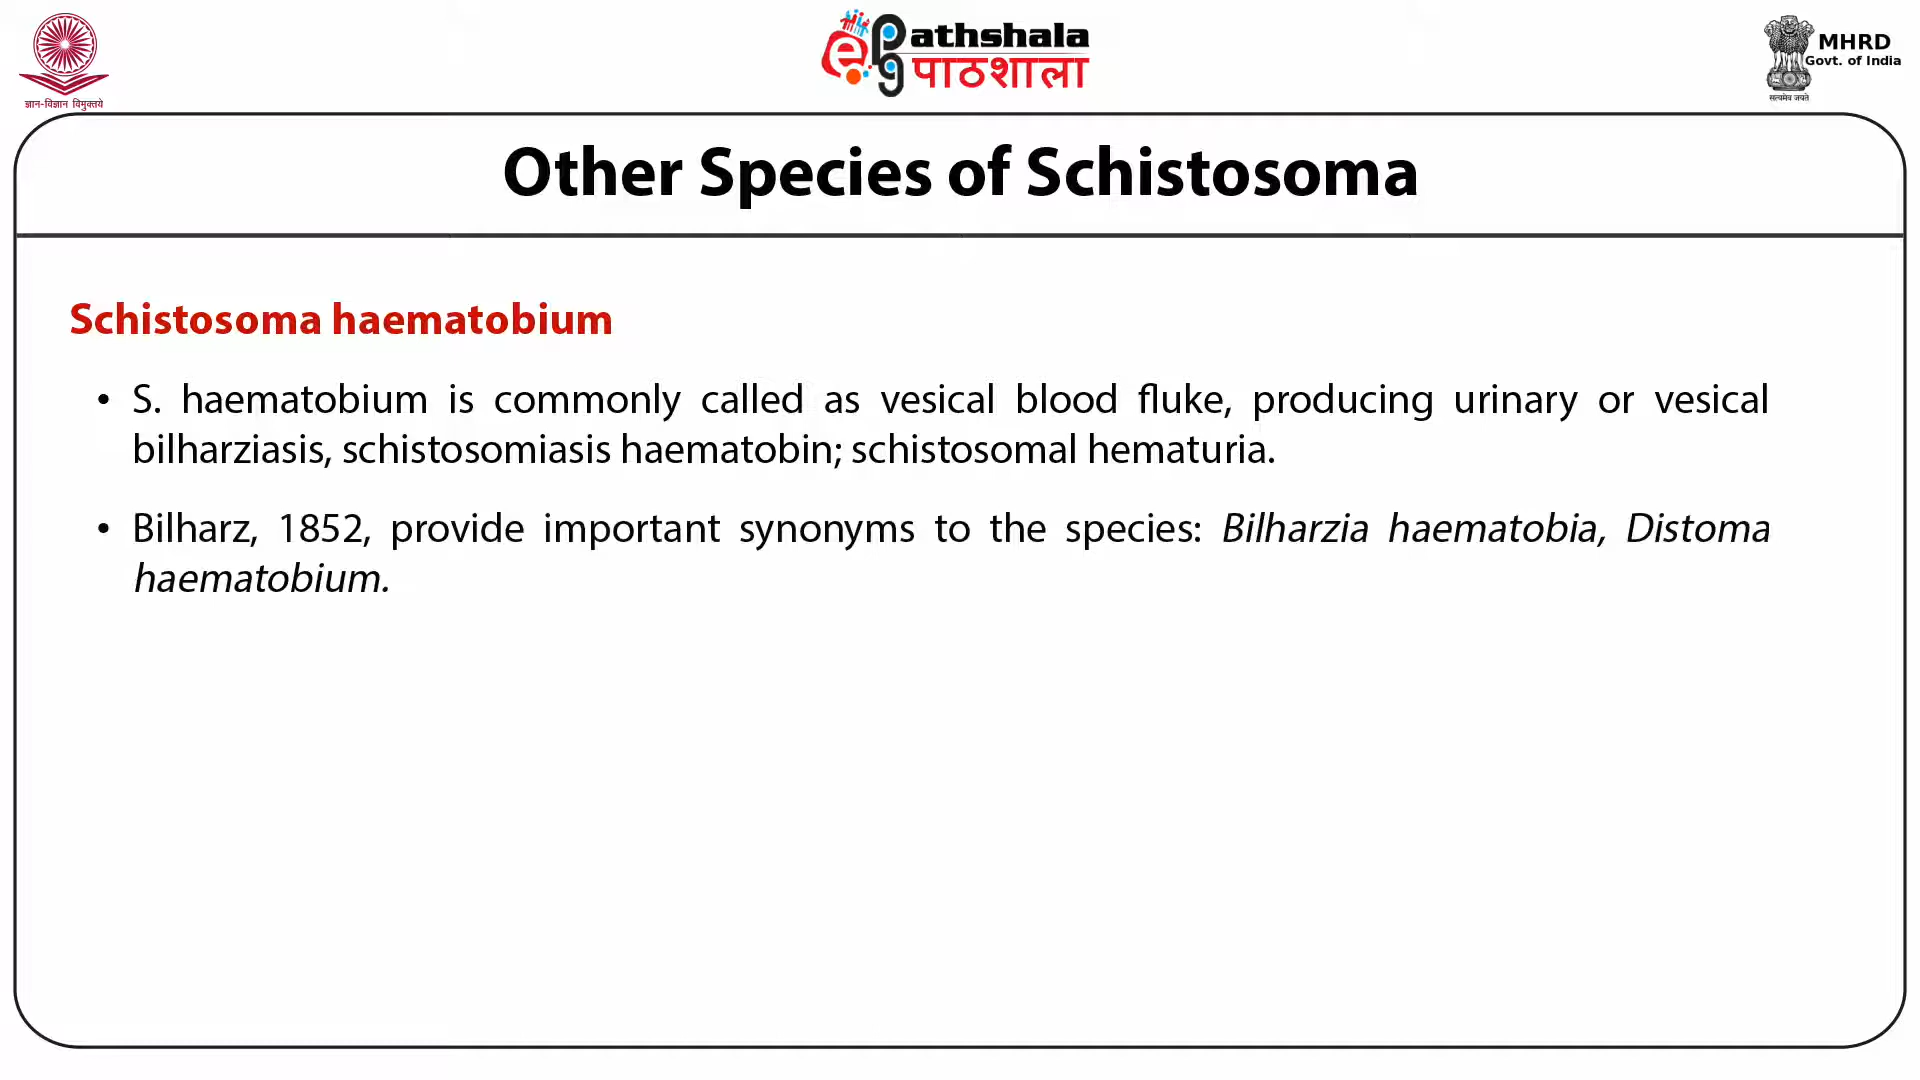 ज्ञान-विज्ञान विमुक्तये
e pg Pathshala
पाठशाला
MHRD
Govt. of India
सत्यमेव जयते
Other Species of Schistosoma
Schistosoma haematobium
• S. haematobium is commonly called as vesical blood fluke, producing urinary or vesical
bilharziasis, schistosomiasis haematobin; schistosomal hematuria.
• Bilharz, 1852, provide important synonyms to the species: Bilharzia haematobia, Distoma
haematobium.